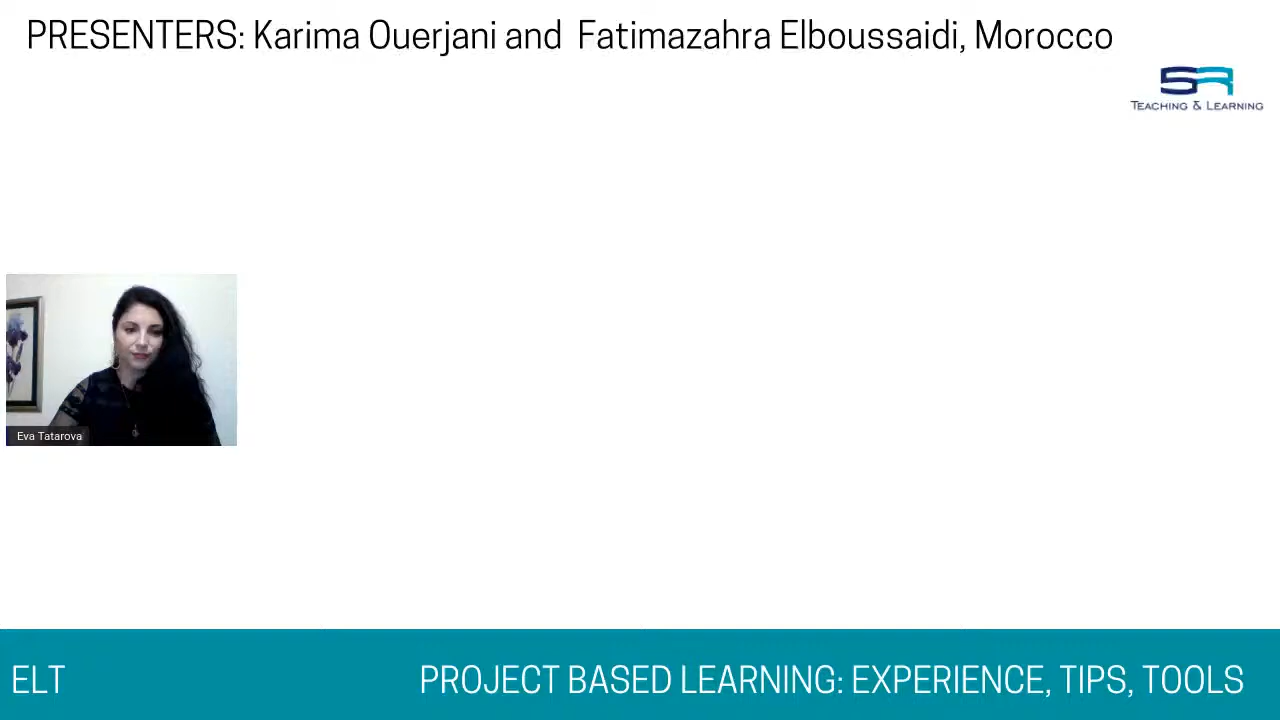 PRESENTERS: Karima Ouerjani and Fatimazahra Elboussaidi, Morocco
SR
TEACHING & LEARNING
Eva Tatarova
ELT
PROJECT BASED LEARNING: EXPERIENCE, TIPS, TOOLS